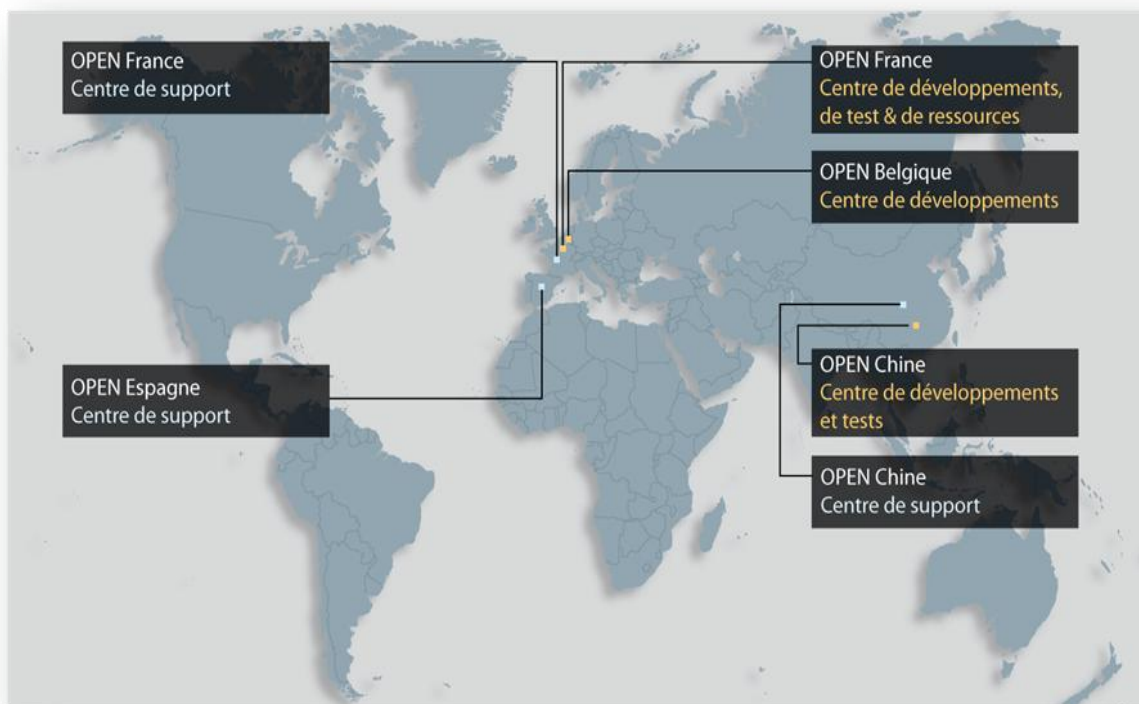 OPEN France
Centre de support
OPEN France
Centre de développements,
de test & de ressources
OPEN Belgique
Centre de développements
OPEN Espagne
Centre de support
OPEN Chine
Centre de développements
et tests
OPEN Chine
Centre de support